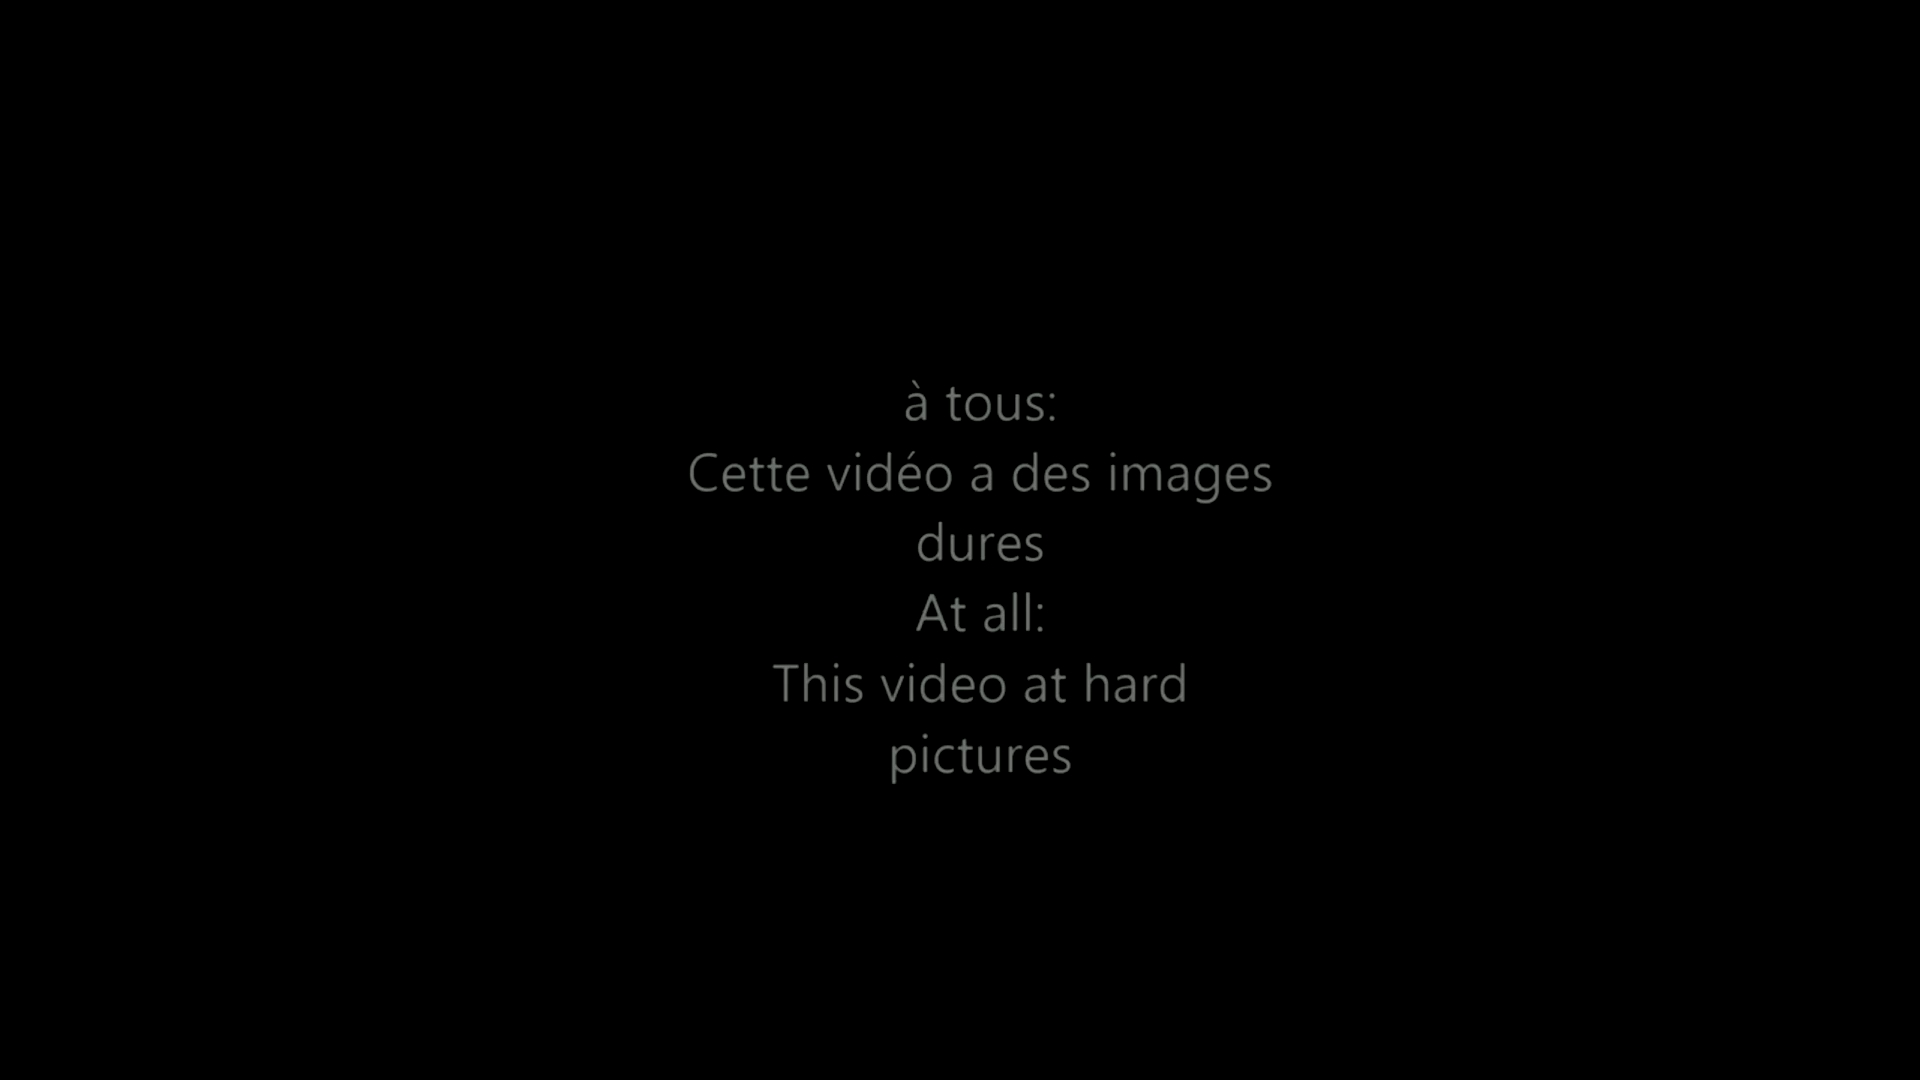 à tous:
Cette vidéo a des images
dures
At all:
This video at hard
pictures